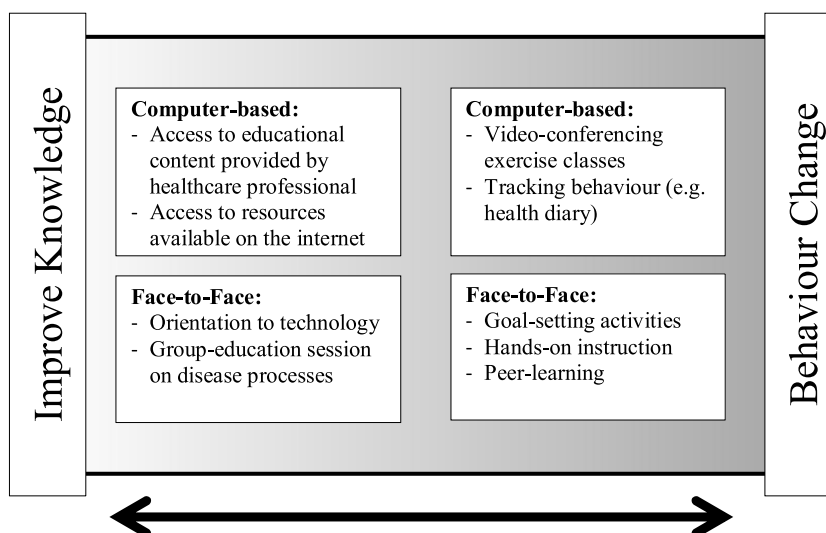 Improve Knowledge
Computer-based:
- Access to educational
content provided by
healthcare professional
- Access to resources
available on the internet
Face-to-Face:
- Orientation to technology
- Group-education session
on disease processes
Computer-based:
- Video-conferencing
exercise classes
- Tracking behaviour (e.g.
health diary)
Face-to-Face:
- Goal-setting activities
- Hands-on instruction
- Peer-learning
Behaviour Change